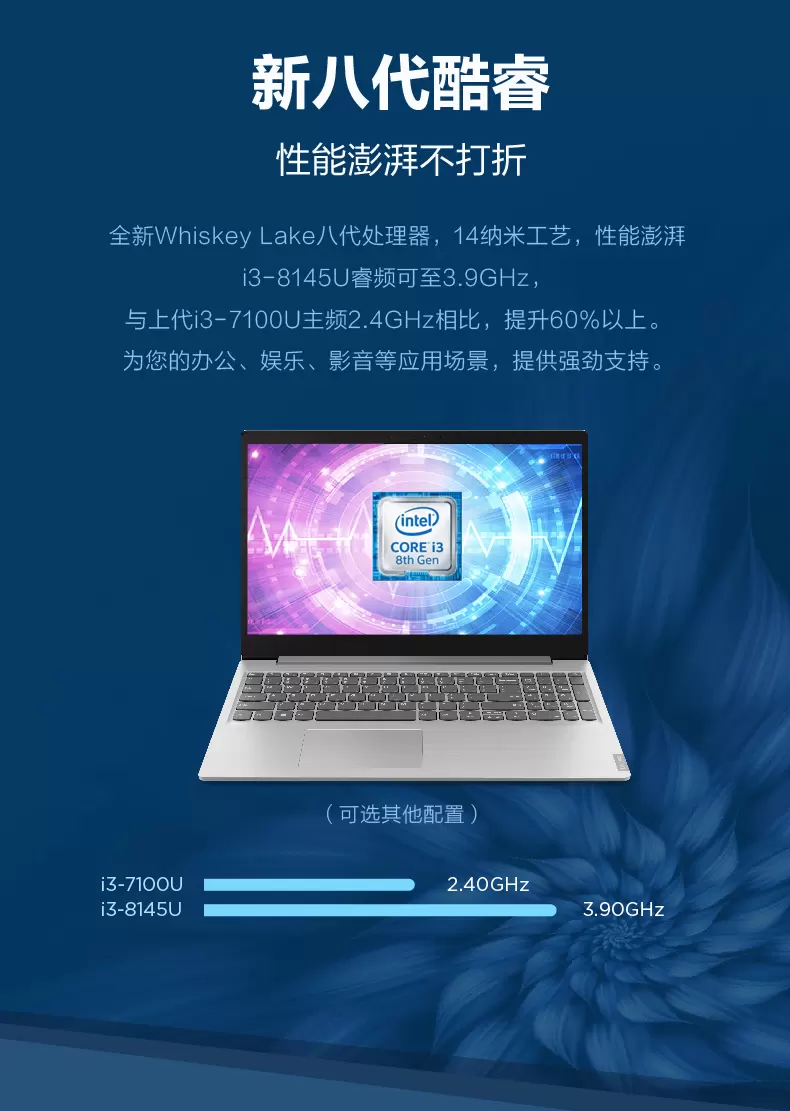 新八代酷睿
性能澎湃不打折
全新Whiskey Lake八代处理器，14纳米工艺，性能澎湃
i3-8145U睿频可至3.9GHz，
与上代i3-7100U主频2.4GHz相比，提升60%以上。
为您的办公、娱乐、影音等应用场景，提供强劲支持。
intel
CORE i3
8th Gen
（可选其他配置）
i3-7100U 2.40GHz
i3-8145U 3.90GHz